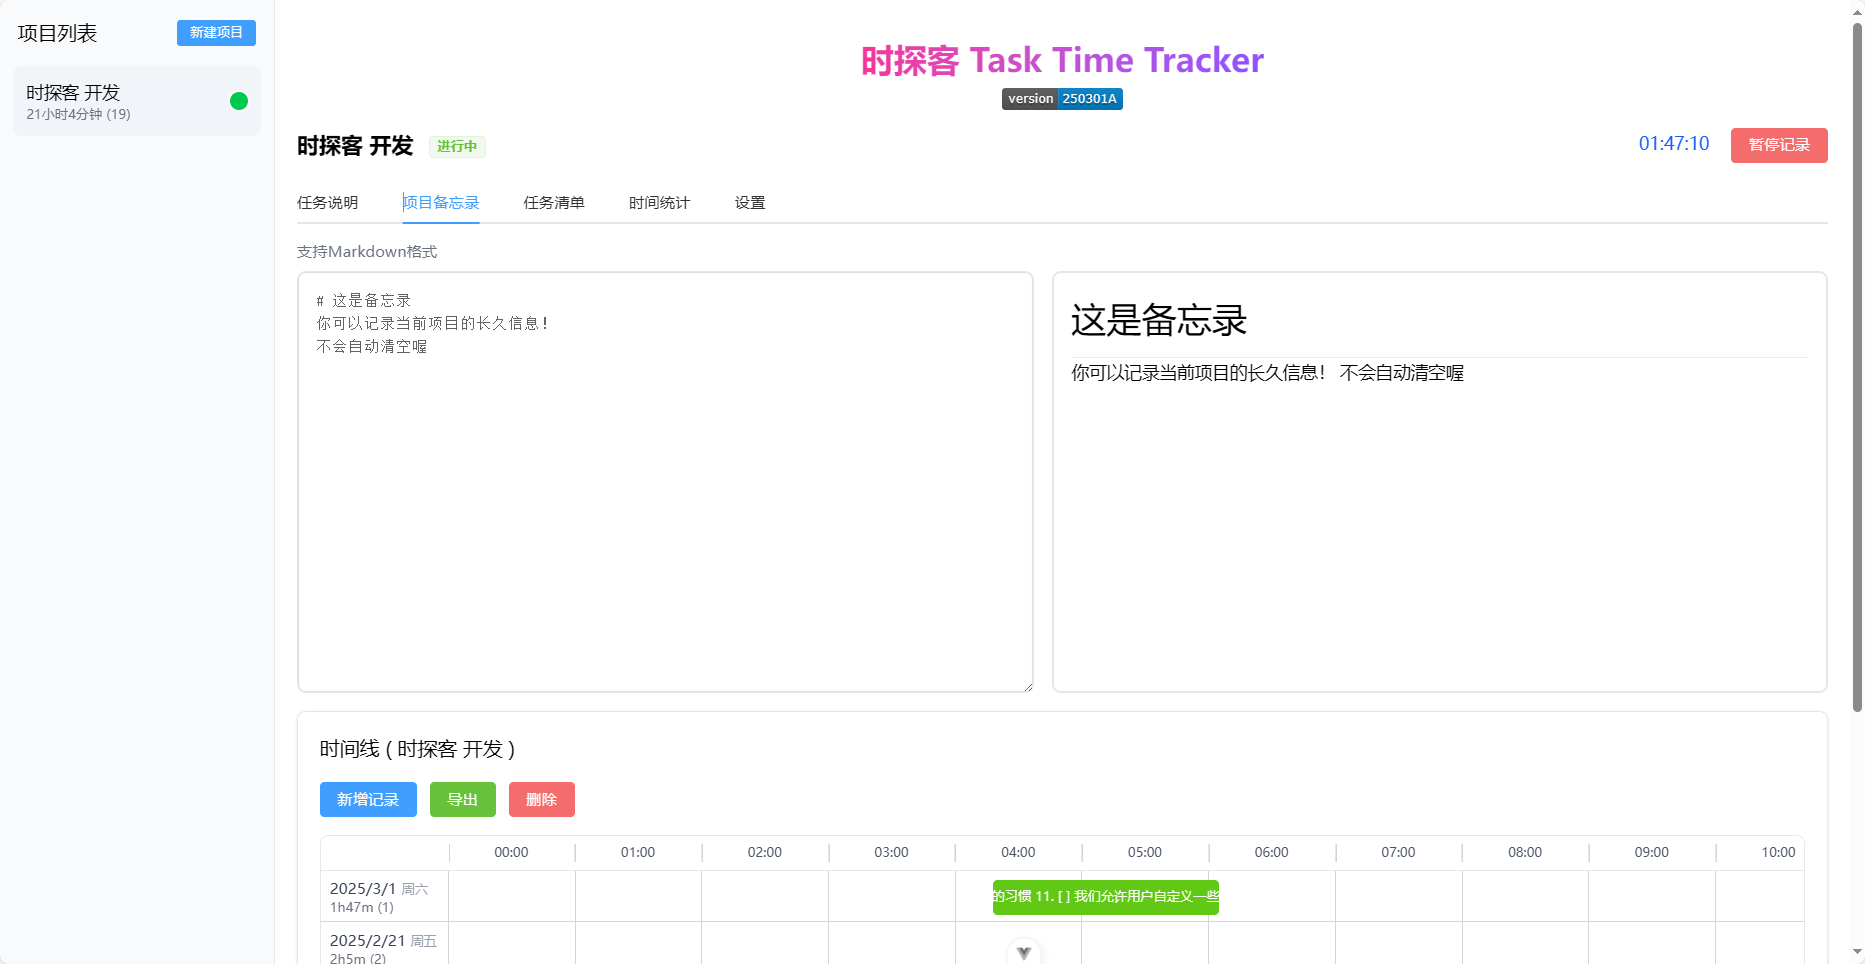 项目列表
新建项目
时探客 开发
21小时4分钟 (19)
时探客 Task Time Tracker
version 250301A
时探客 开发 进行中
01:47:10 暂停记录
任务说明 项目备忘录 任务清单 时间统计 设置
支持Markdown格式
# 这是备忘录
你可以记录当前项目的长久信息！
不会自动清空喔
这是备忘录
你可以记录当前项目的长久信息！ 不会自动清空喔
时间线 ( 时探客 开发 )
新增记录 导出 删除
00:00 01:00 02:00 03:00 04:00 05:00 06:00 07:00 08:00 09:00 10:00
2025/3/1 周六
1h47m (1)
的习惯 11. [ ] 我们允许用户自定义一些
2025/2/21 周五
2h5m (2)